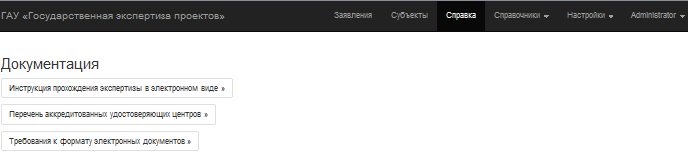 ГАУ «Государственная экспертиза проектов» Заявления Субъекты Справка Справочники Настройки Administrator
Документация
Инструкция прохождения экспертизы в электронном виде »
Перечень аккредитованных удостоверяющих центров »
Требования к формату электронных документов »